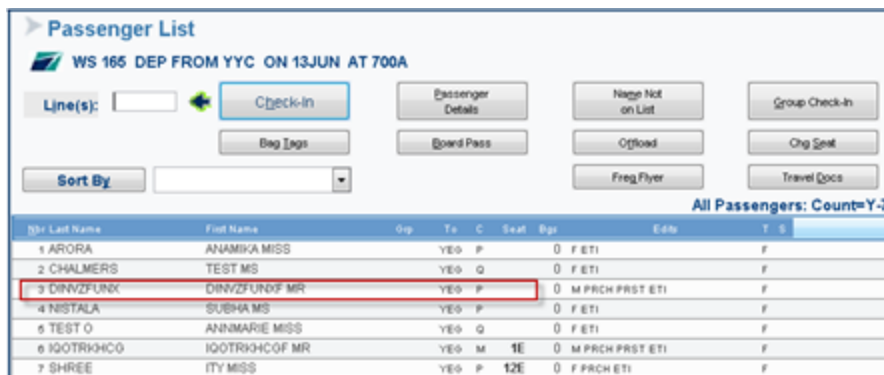 Passenger List
WS 165 DEP FROM YYC ON 13JUN AT 700A
Line(s): Check-In Passenger Details Name Not on List Group Check-In
Bag Tags Board Pass Offload Chg Seat
Sort By Freq Flyer Travel Docs
All Passengers: Count=Y-
Nbr Last Name First Name Grp To C Seat Bgs Edits T S
1 ARORA ANAMIKA MISS YEG P 0 F ETI F
2 CHALMERS TEST MS YEG Q 0 F ETI F
3 DINVZFUNX DINVZFUNXF MR YEG P 0 M PRCH PRST ETI F
4 NISTALA SUBHA MS YEG P 0 F ETI F
5 TEST O ANNMARIE MISS YEG Q 0 F ETI F
6 IQOTRKHCG IQOTRKHCGF MR YEG M 1E 0 M PRCH PRST ETI F
7 SHREE ITY MISS YEG P 12E 0 F PRCH ETI F